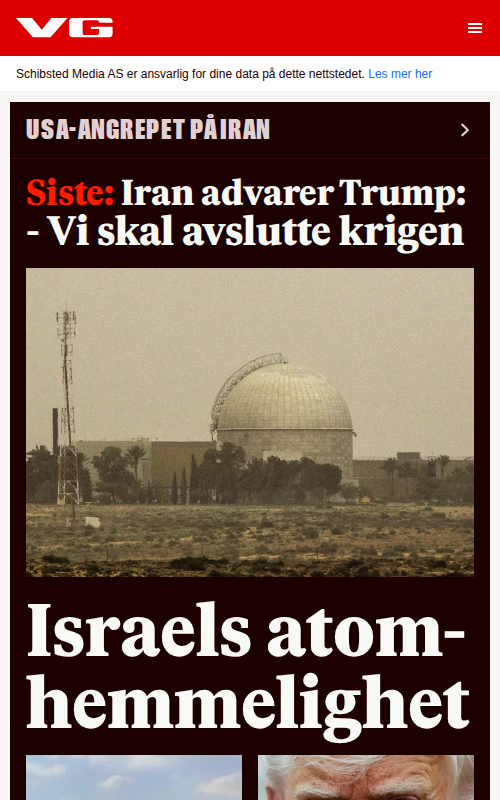 VG
Schibsted Media AS er ansvarlig for dine data på dette nettstedet. Les mer her
USA-ANGREPET PÅ IRAN
Siste: Iran advarer Trump:
- Vi skal avslutte krigen
Israels atom-
hemmelighet